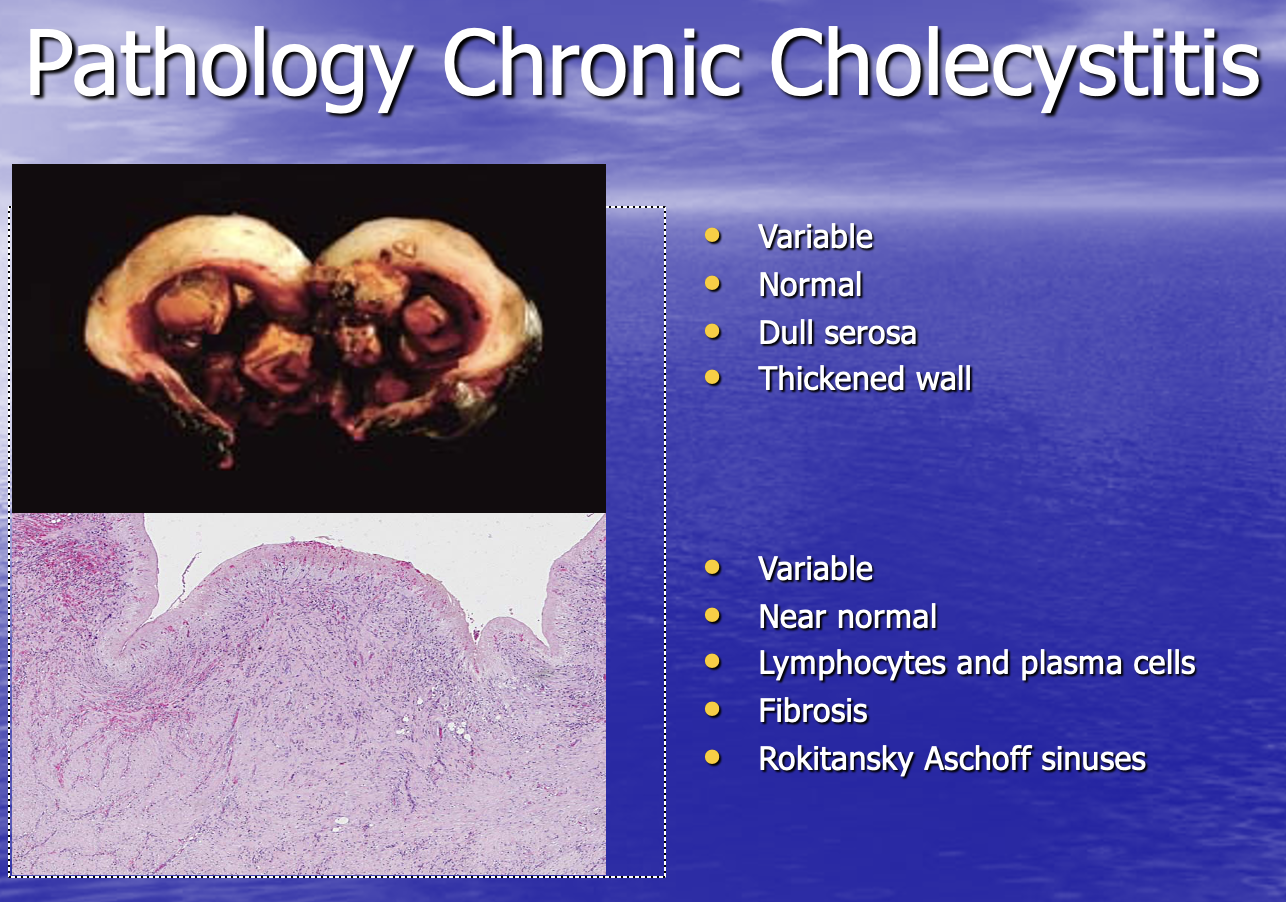 Pathology Chronic Cholecystitis
• Variable
• Normal
• Dull serosa
• Thickened wall
• Variable
• Near normal
• Lymphocytes and plasma cells
• Fibrosis
• Rokitansky Aschoff sinuses